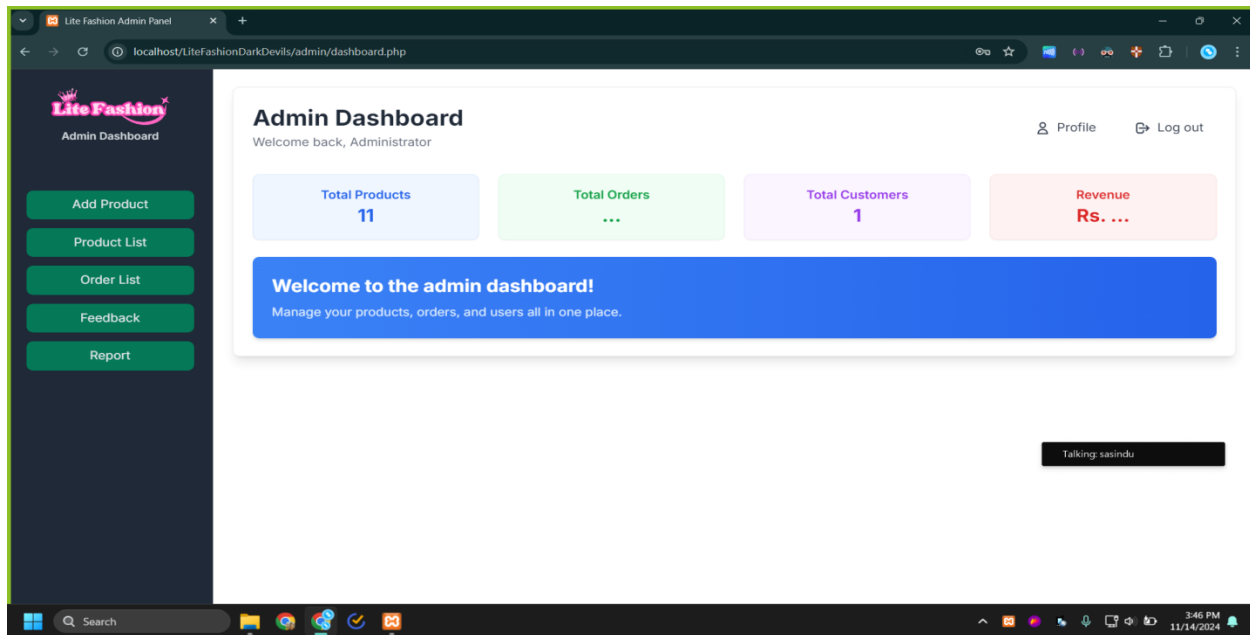 Lite Fashion Admin Panel
localhost/LiteFashionDarkDevils/admin/dashboard.php
Lite Fashion
Admin Dashboard
Add Product
Product List
Order List
Feedback
Report
Admin Dashboard
Welcome back, Administrator
Profile
Log out
Total Products
11
Total Orders
...
Total Customers
1
Revenue
Rs. ...
Welcome to the admin dashboard!
Manage your products, orders, and users all in one place.
Talking: sasindu
Search
3:46 PM
11/14/2024